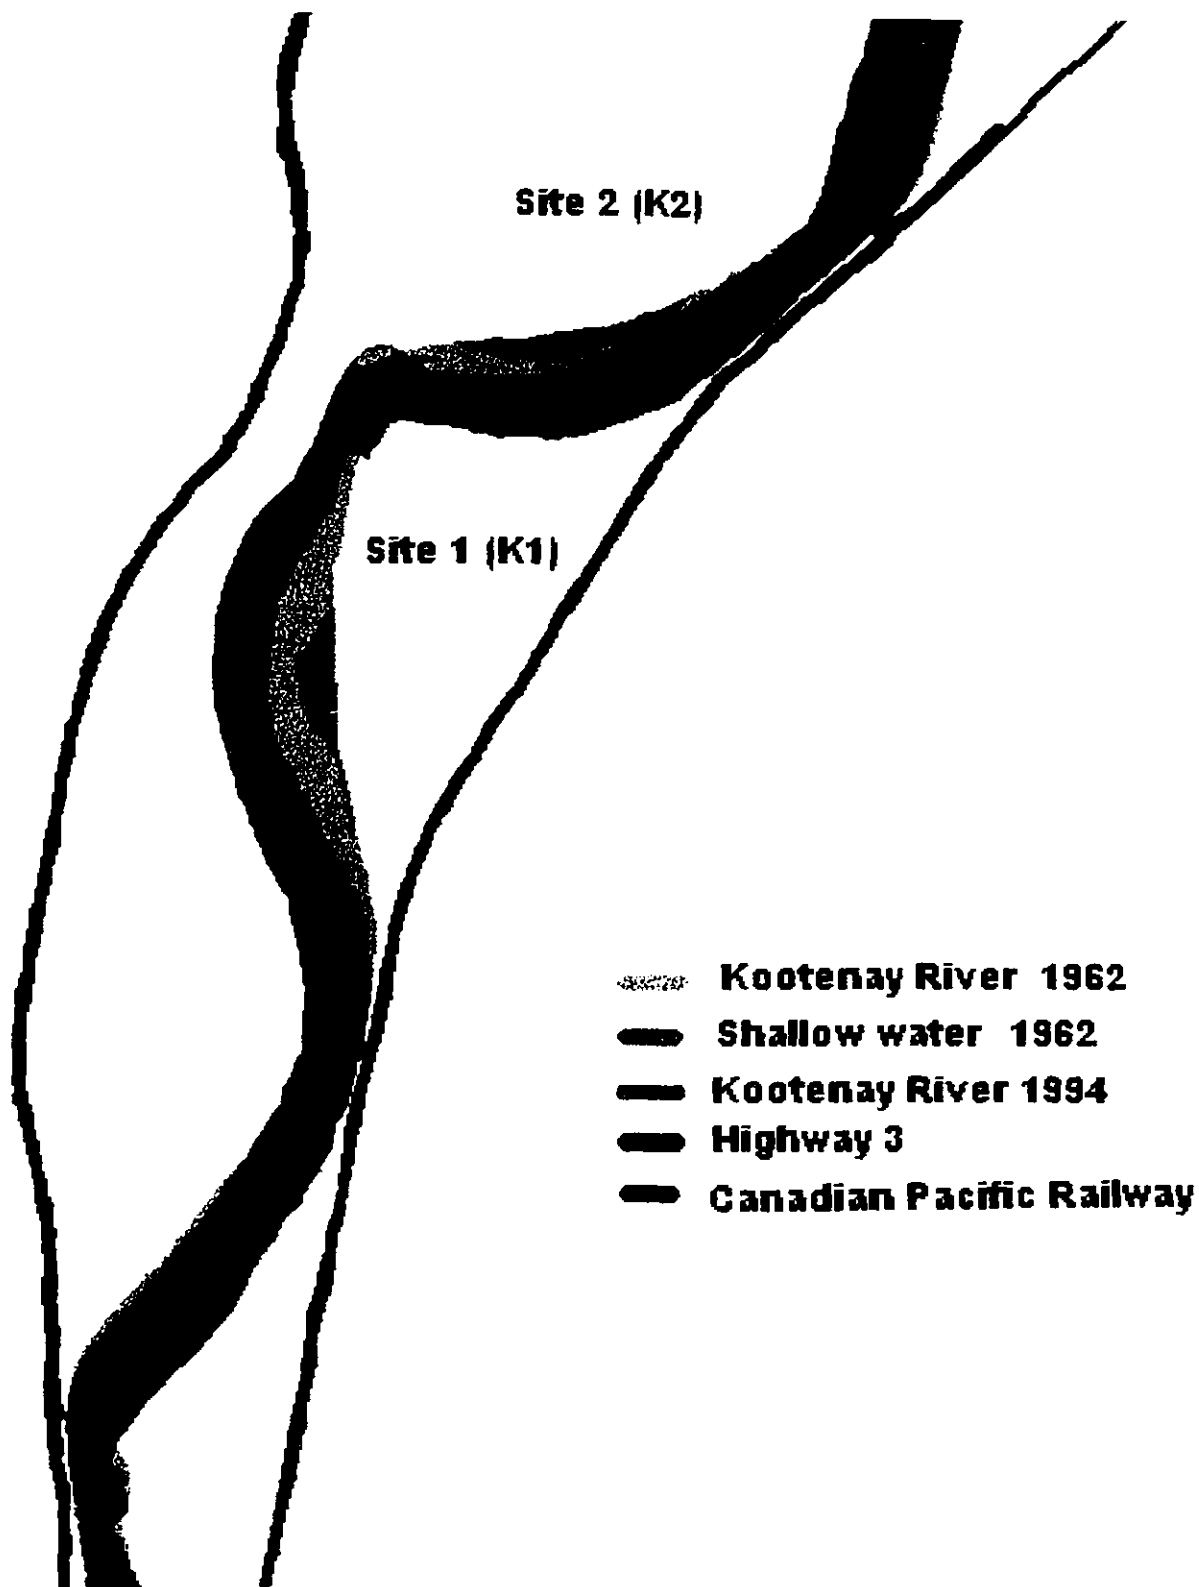 Site 2 (K2)
Site 1 (K1)
Kootenay River 1962
Shallow water 1962
Kootenay River 1994
Highway 3
Canadian Pacific Railway